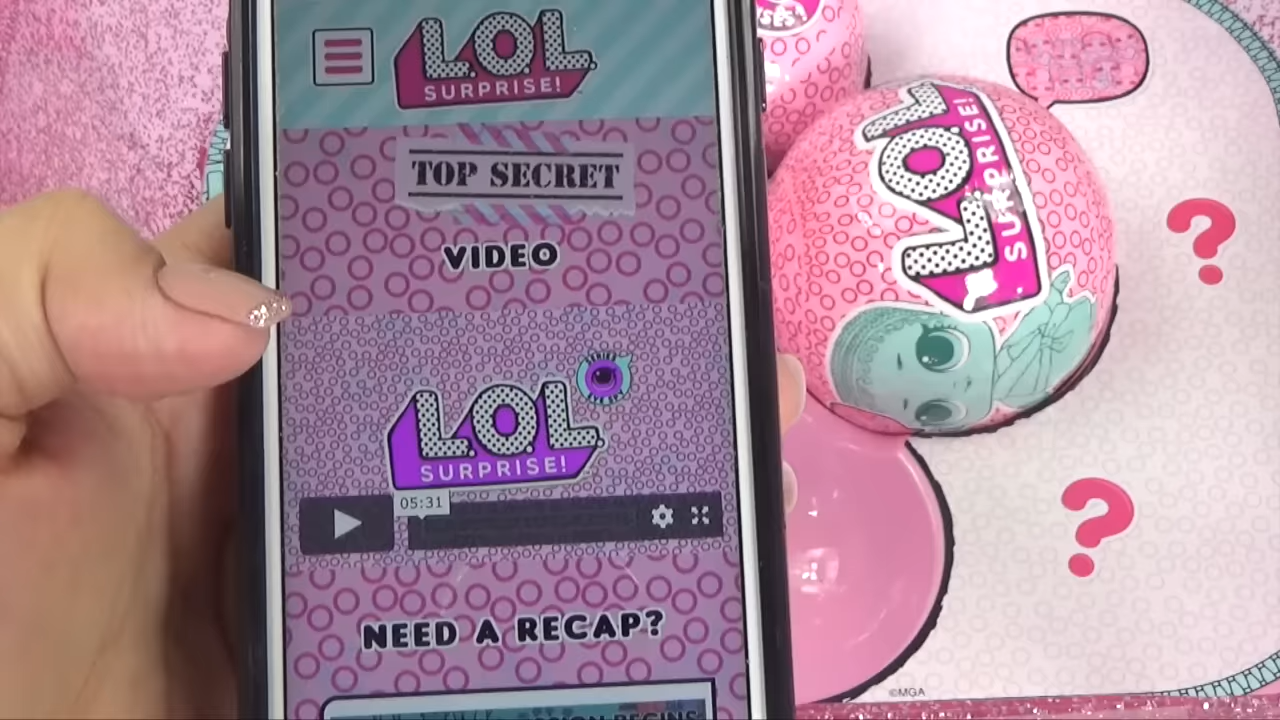 L.O.L.
SURPRISE!
TOP SECRET
VIDEO
L.O.L.
SURPRISE!
05:31
NEED A RECAP?
L.O.L.
SURPRISE!
?
?
©MGA